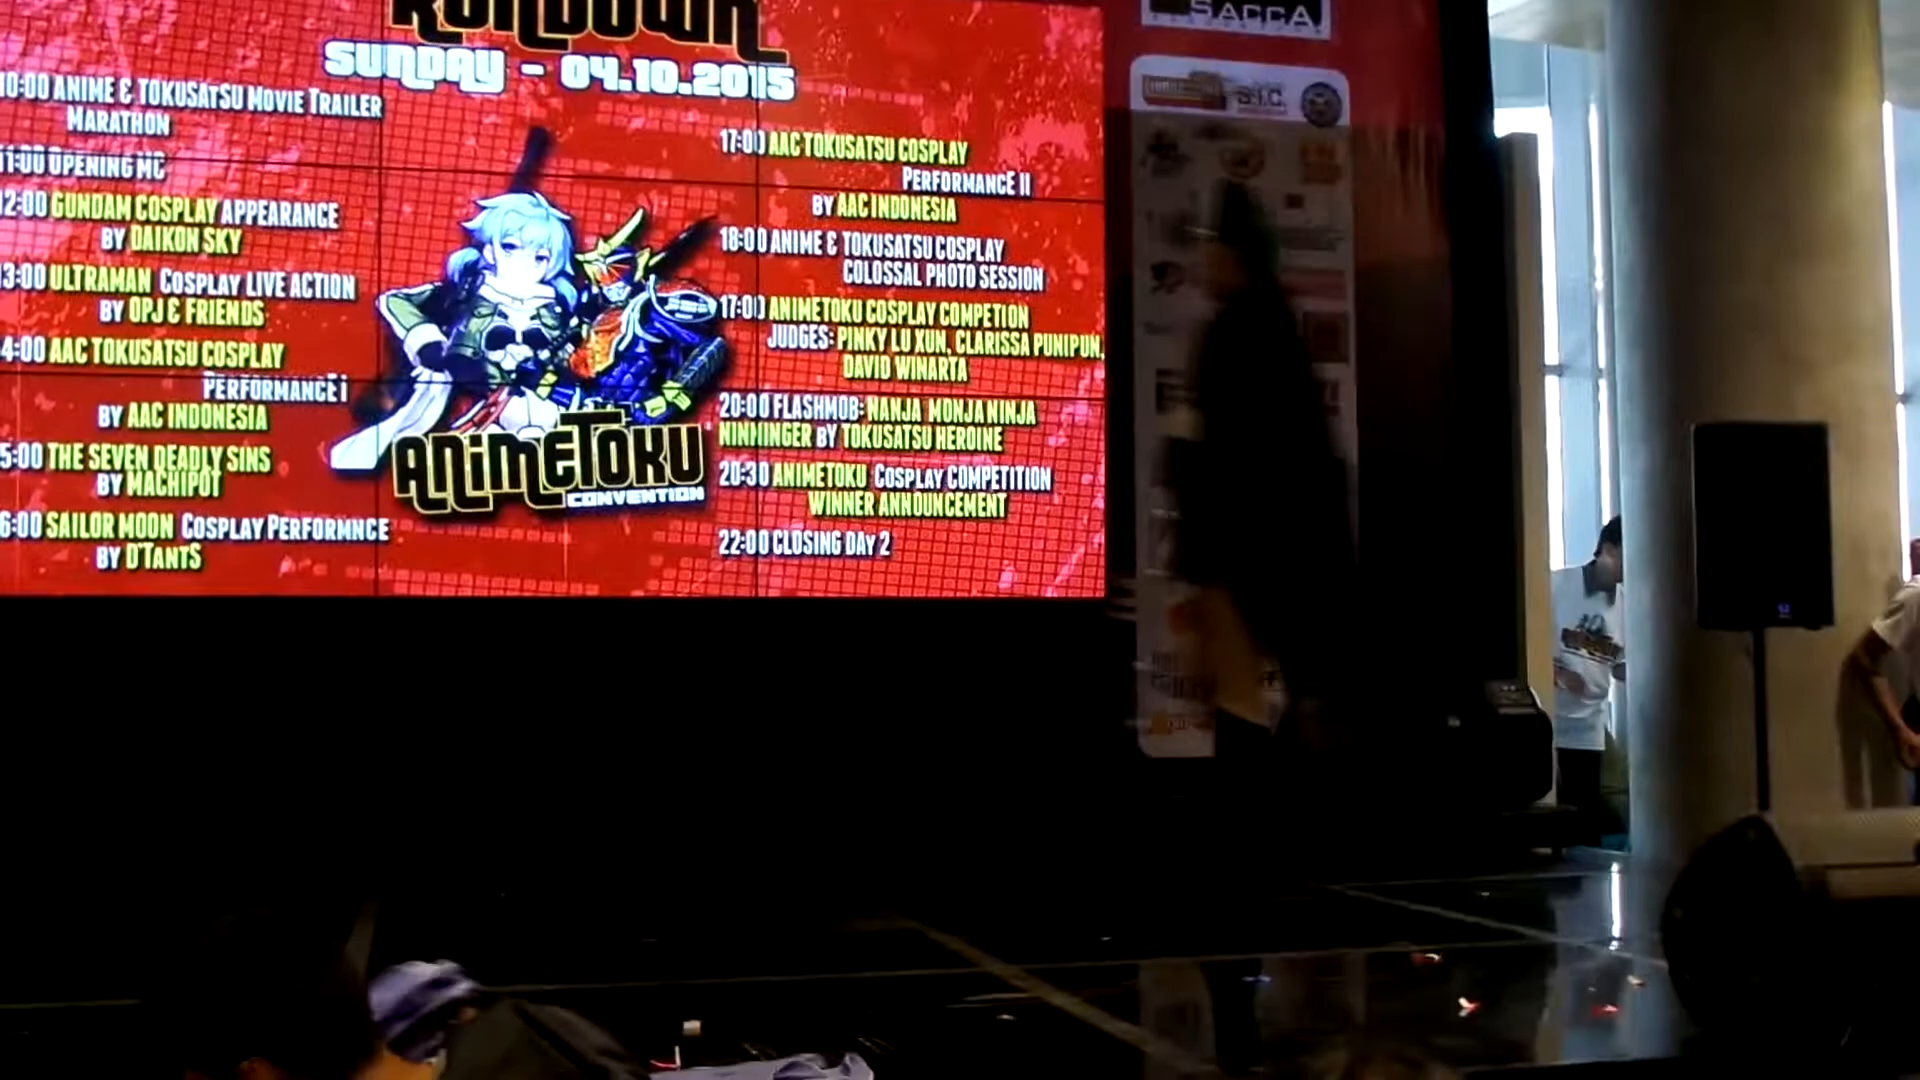 RUNDOWN
SUNDAY - 04.10.2015
10:00 ANIME & TOKUSATSU MOVIE TRAILER
MARATHON
11:00 OPENING MC
12:00 GUNDAM COSPLAY APPEARANCE
BY DAIKON SKY
13:00 ULTRAMAN COSPLAY LIVE ACTION
BY OPJ & FRIENDS
4:00 AAC TOKUSATSU COSPLAY
PERFORMANCE I
BY AAC INDONESIA
5:00 THE SEVEN DEADLY SINS
BY MACHIPOT
6:00 SAILOR MOON COSPLAY PERFORMNCE
BY D'TANTS
17:00 AAC TOKUSATSU COSPLAY
PERFORMANCE II
BY AAC INDONESIA
18:00 ANIME & TOKUSATSU COSPLAY
COLOSSAL PHOTO SESSION
17:00 ANIMETOKU COSPLAY COMPETION
JUDGES: PINKY LU XUN, CLARISSA PUNIPUN,
DAVID WINARTA
20:00 FLASHMOB: NANJA MONJA NINJA
NINNINGER BY TOKUSATSU HEROINE
20:30 ANIMETOKU COSPLAY COMPETITION
WINNER ANNOUNCEMENT
22:00 CLOSING DAY 2
ANIMETOKU
CONVENTION
SACCA
S.I.C.